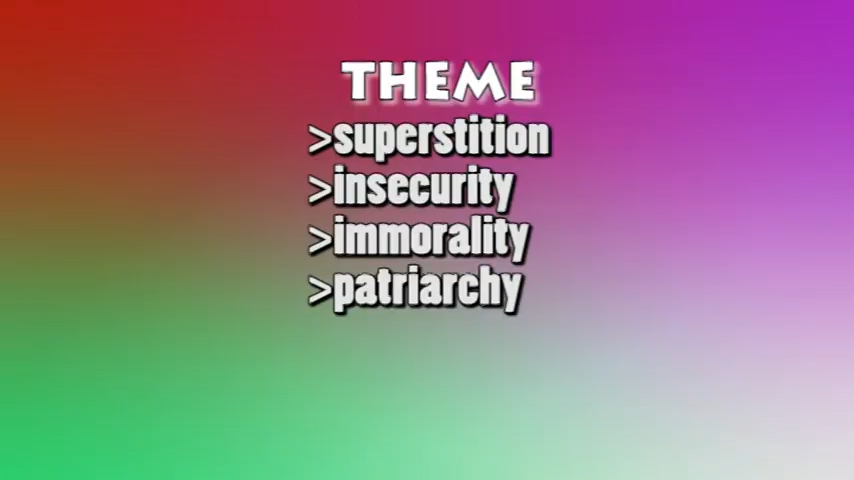 THEME
>superstition
>insecurity
>immorality
>patriarchy